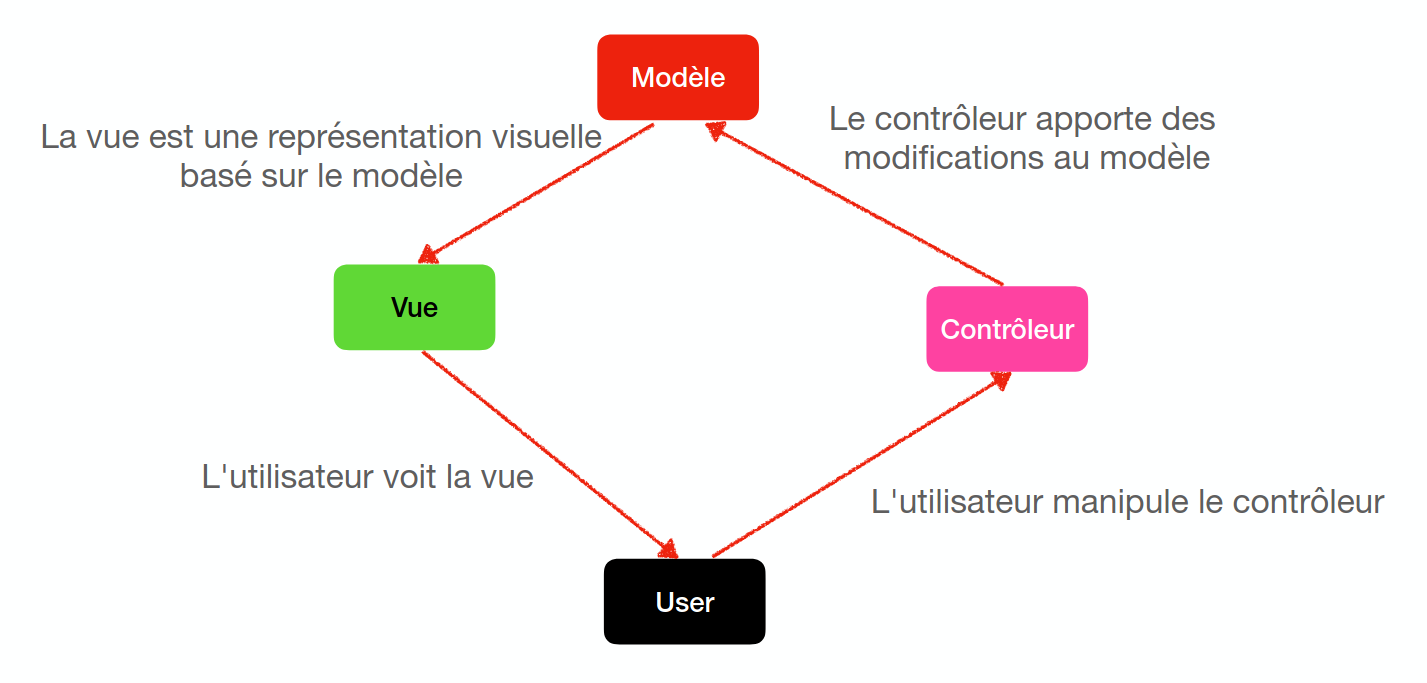 Modèle
La vue est une représentation visuelle
basé sur le modèle
Le contrôleur apporte des
modifications au modèle
Vue
Contrôleur
L'utilisateur voit la vue
L'utilisateur manipule le contrôleur
User